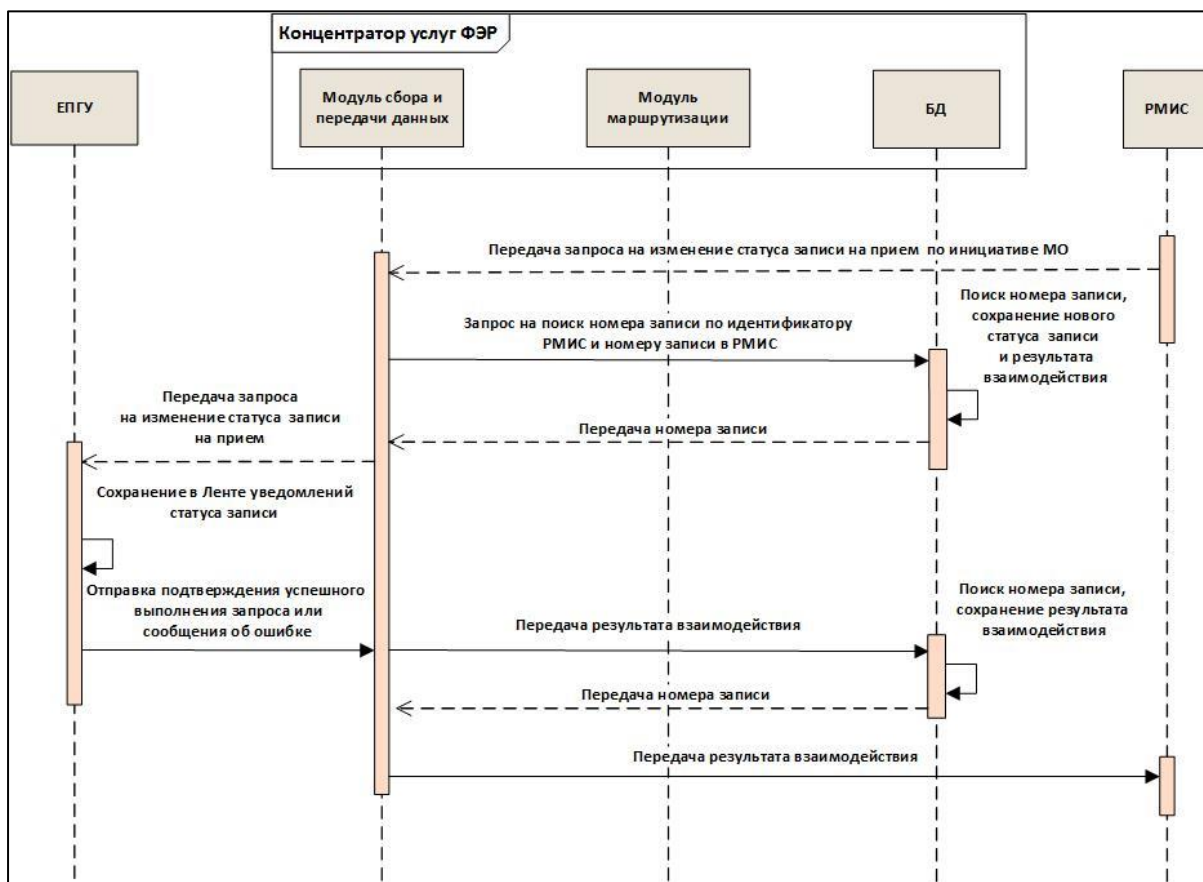 Концентратор услуг ФЭР
ЕПГУ
Модуль сбора и
передачи данных
Модуль
маршрутизации
БД
РМИС
Передача запроса на изменение статуса записи на прием по инициативе МО
Запрос на поиск номера записи по идентификатору
РМИС и номеру записи в РМИС
Поиск номера записи,
сохранение нового
статуса записи
и результата
взаимодействия
Передача запроса
на изменение статуса записи
на прием
Передача номера записи
Сохранение в Ленте уведомлений
статуса записи
Отправка подтверждения успешного
выполнения запроса или
сообщения об ошибке
Передача результата взаимодействия
Поиск номера записи,
сохранение результата
взаимодействия
Передача номера записи
Передача результата взаимодействия